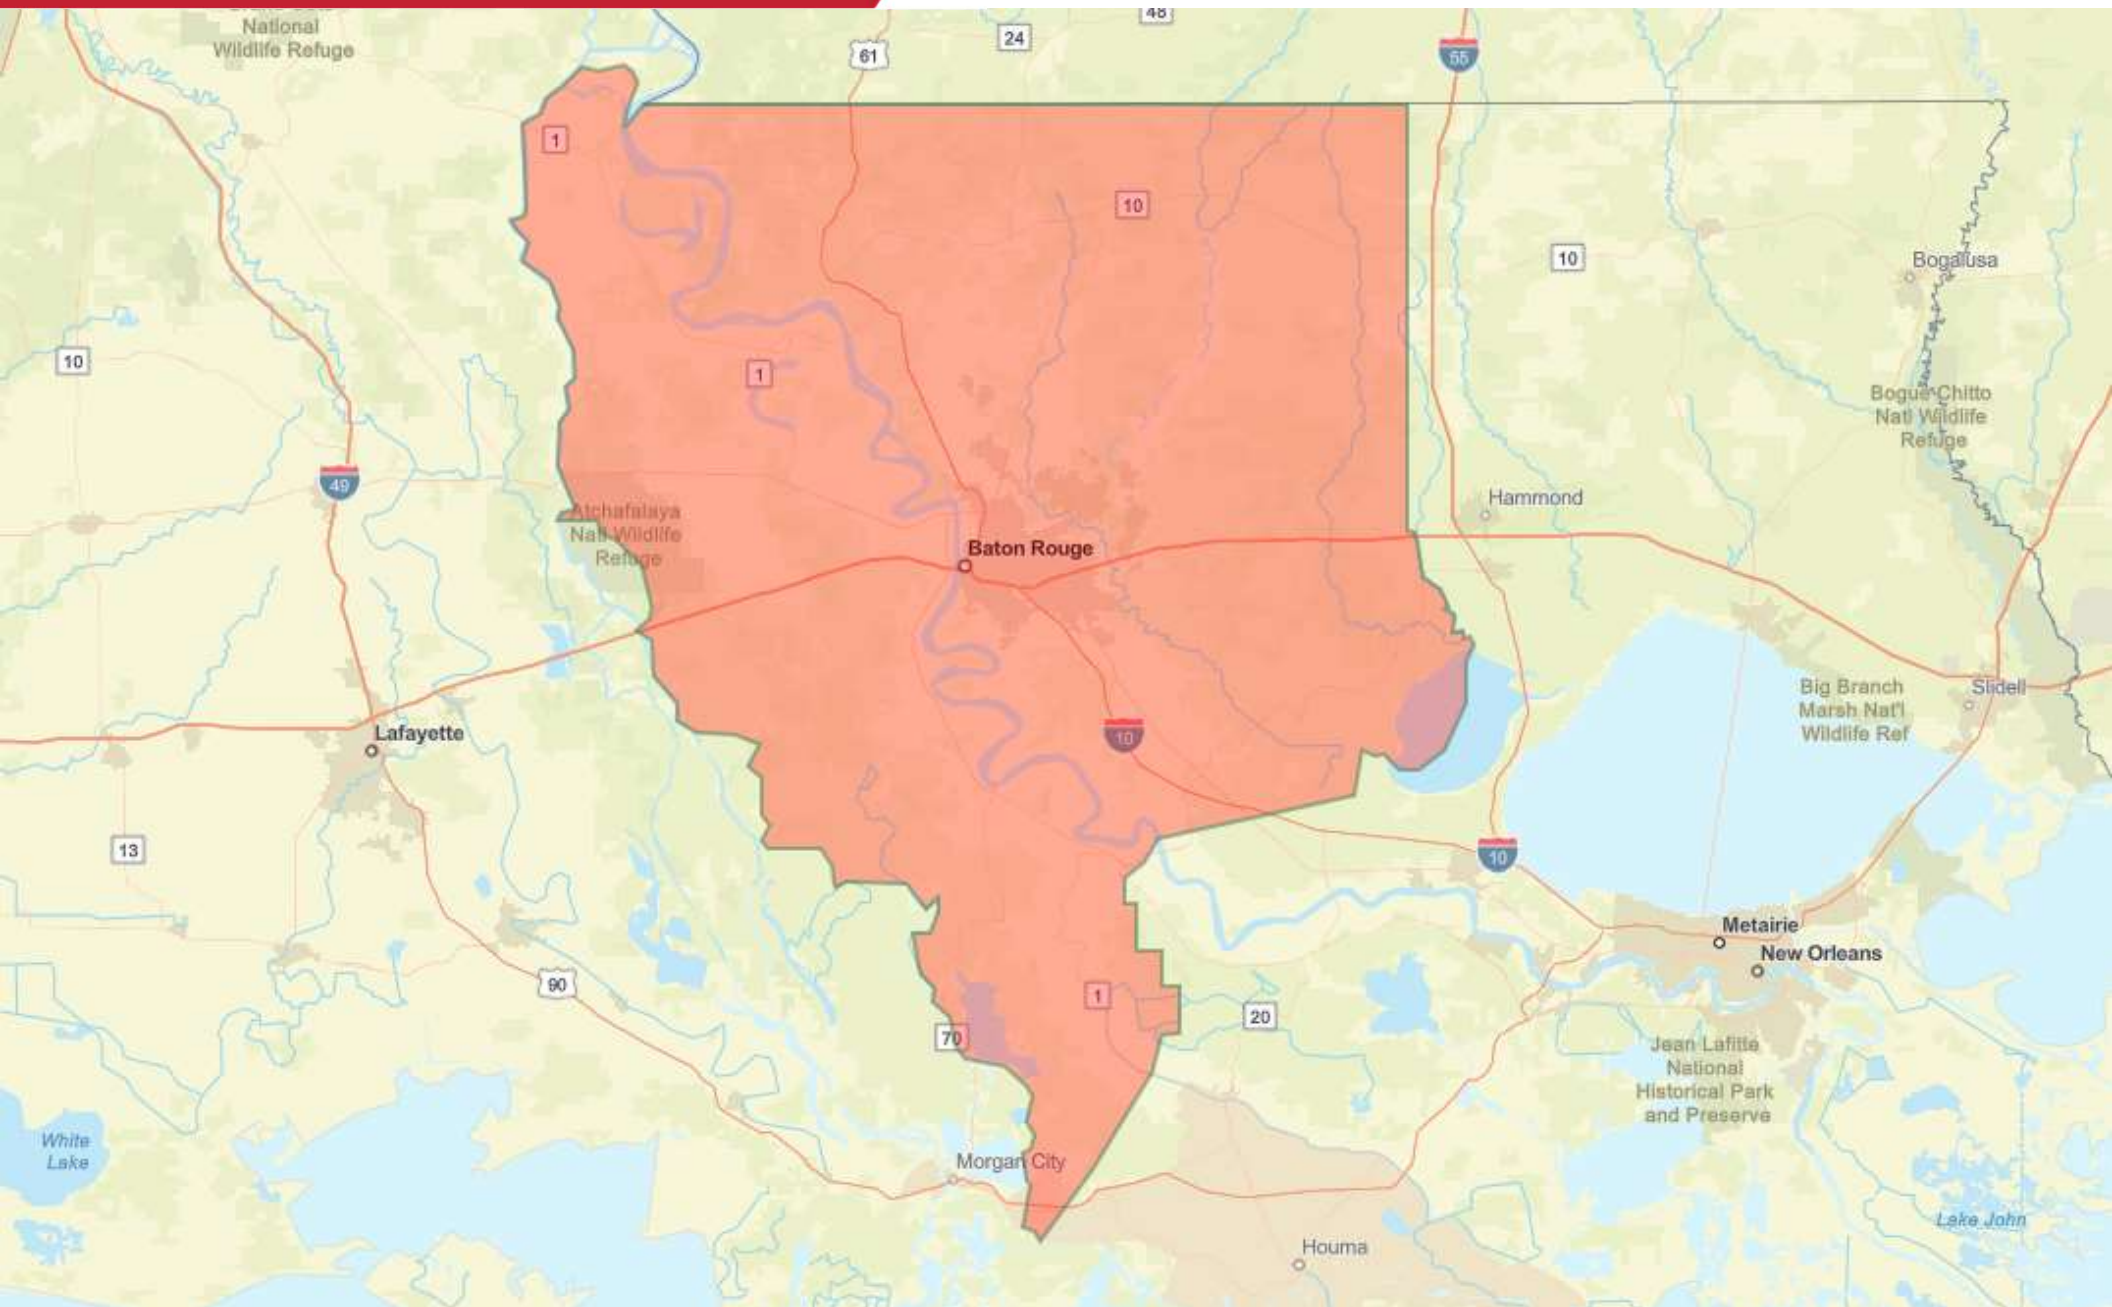 National
Wildlife Refuge
48
24
61
55
1
10
10
Bogalusa
10
1
Bogue Chitto
Natl Wildlife
Refuge
49
Hammond
Atchafalaya
Natl Wildlife
Refuge
Baton Rouge
Big Branch
Marsh Nat'l
Wildlife Ref
Slidell
Lafayette
10
13
10
Metairie
New Orleans
90
1
20
70
Jean Lafitte
National
Historical Park
and Preserve
White
Lake
Morgan City
Lake John
Houma